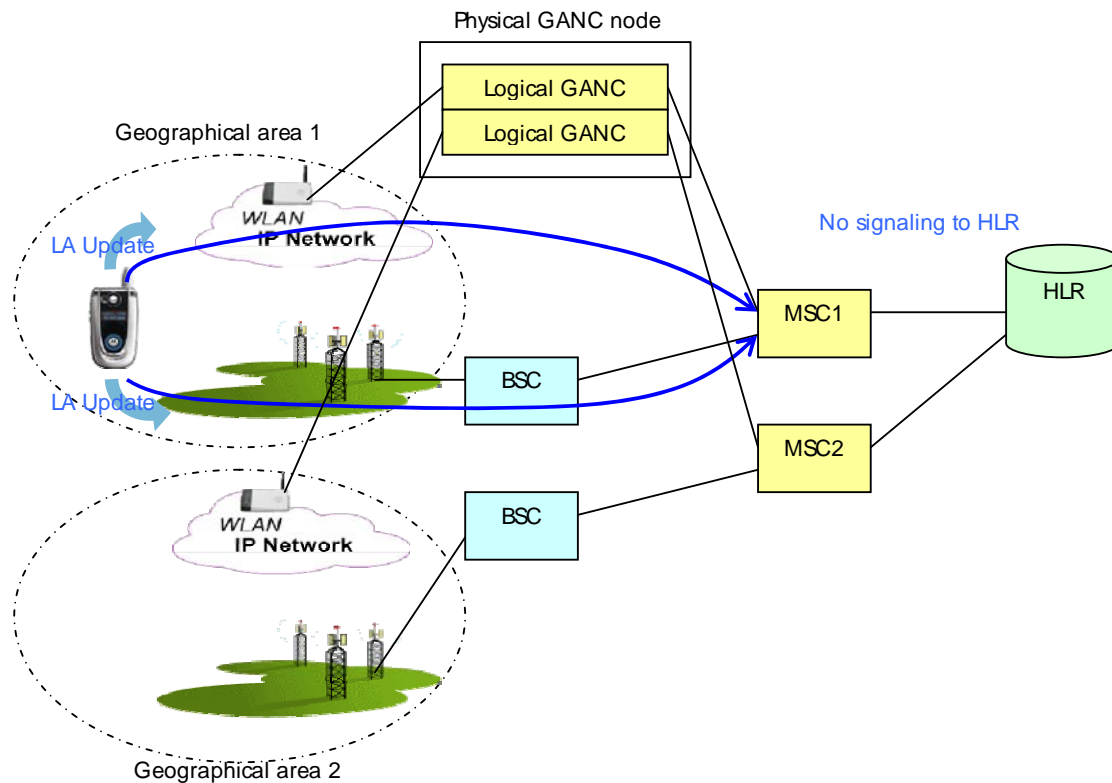 Physical GANC node
Logical GANC
Logical GANC
Geographical area 1
WLAN
IP Network
LA Update
No signaling to HLR
HLR
MSC1
BSC
LA Update
MSC2
BSC
WLAN
IP Network
Geographical area 2